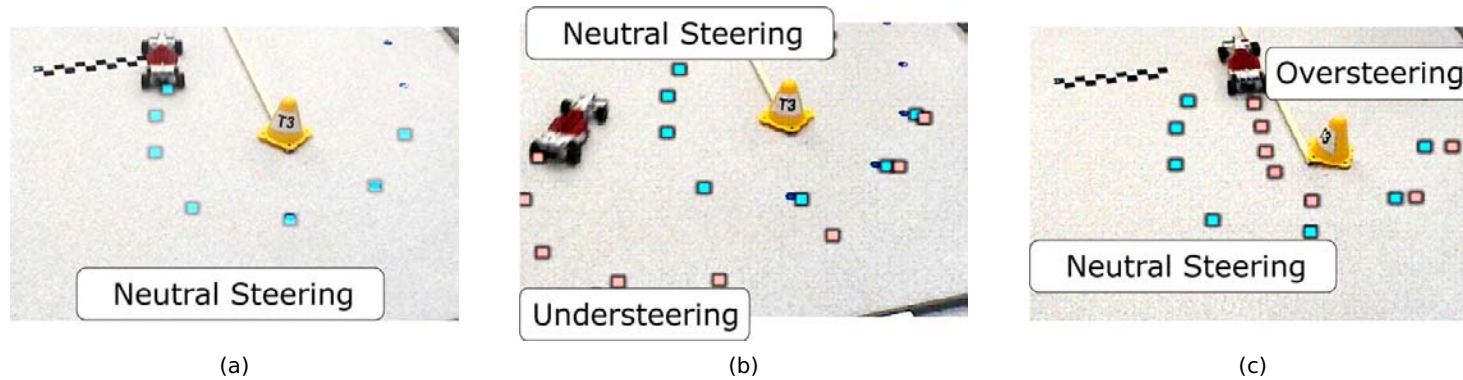 Neutral Steering
T3
Neutral Steering
T3
Understeering
Oversteering
Neutral Steering
(a)
(b)
(c)